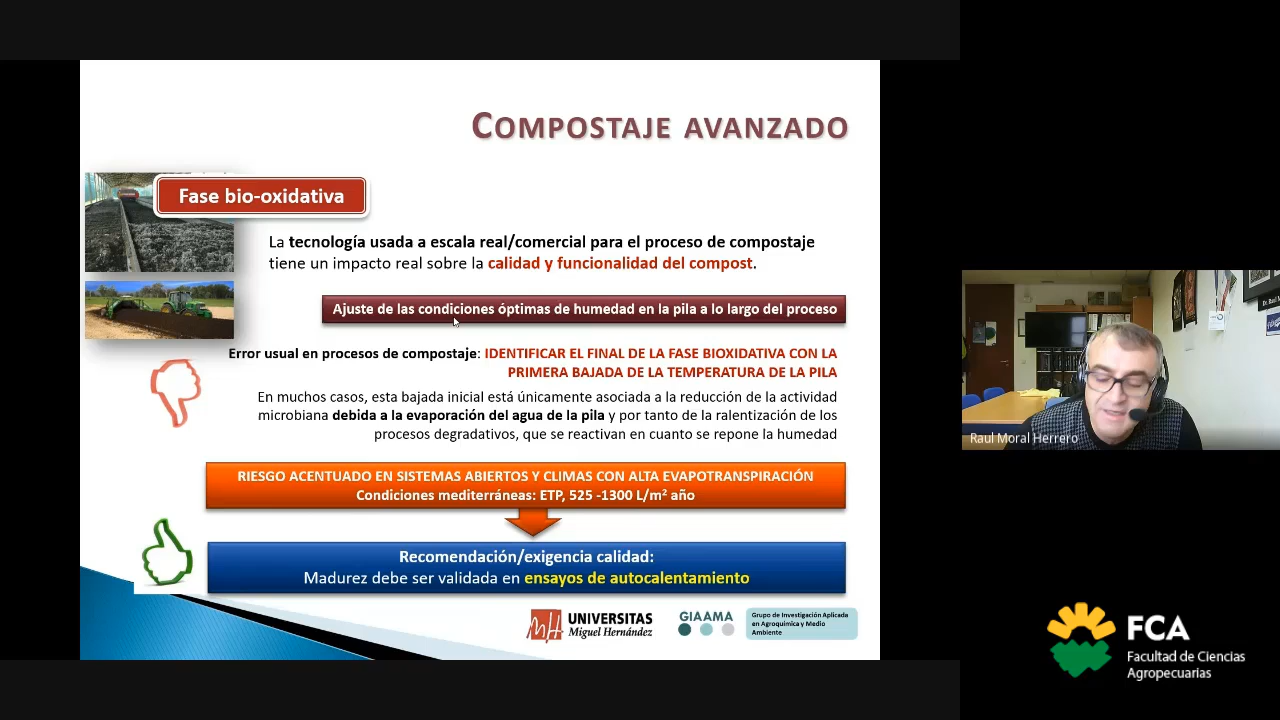 COMPOSTAJE AVANZADO
Fase bio-oxidativa
La tecnología usada a escala real/comercial para el proceso de compostaje
tiene un impacto real sobre la calidad y funcionalidad del compost.
Ajuste de las condiciones óptimas de humedad en la pila a lo largo del proceso
Error usual en procesos de compostaje: IDENTIFICAR EL FINAL DE LA FASE BIOXIDATIVA CON LA
PRIMERA BAJADA DE LA TEMPERATURA DE LA PILA
En muchos casos, esta bajada inicial está únicamente asociada a la reducción de la actividad
microbiana debida a la evaporación del agua de la pila y por tanto de la ralentización de los
procesos degradativos, que se reactivan en cuanto se repone la humedad
RIESGO ACENTUADO EN SISTEMAS ABIERTOS Y CLIMAS CON ALTA EVAPOTRANSPIRACIÓN
Condiciones mediterráneas: ETP, 525 -1300 L/m² año
Recomendación/exigencia calidad:
Madurez debe ser validada en ensayos de autocalentamiento
UNIVERSITAS
Miguel Hernández
GIAAMA
Grupo de Investigación Aplicada
en Agroquímica y Medio
Ambiente
Raul Moral Herrero
FCA
Facultad de Ciencias
Agropecuarias